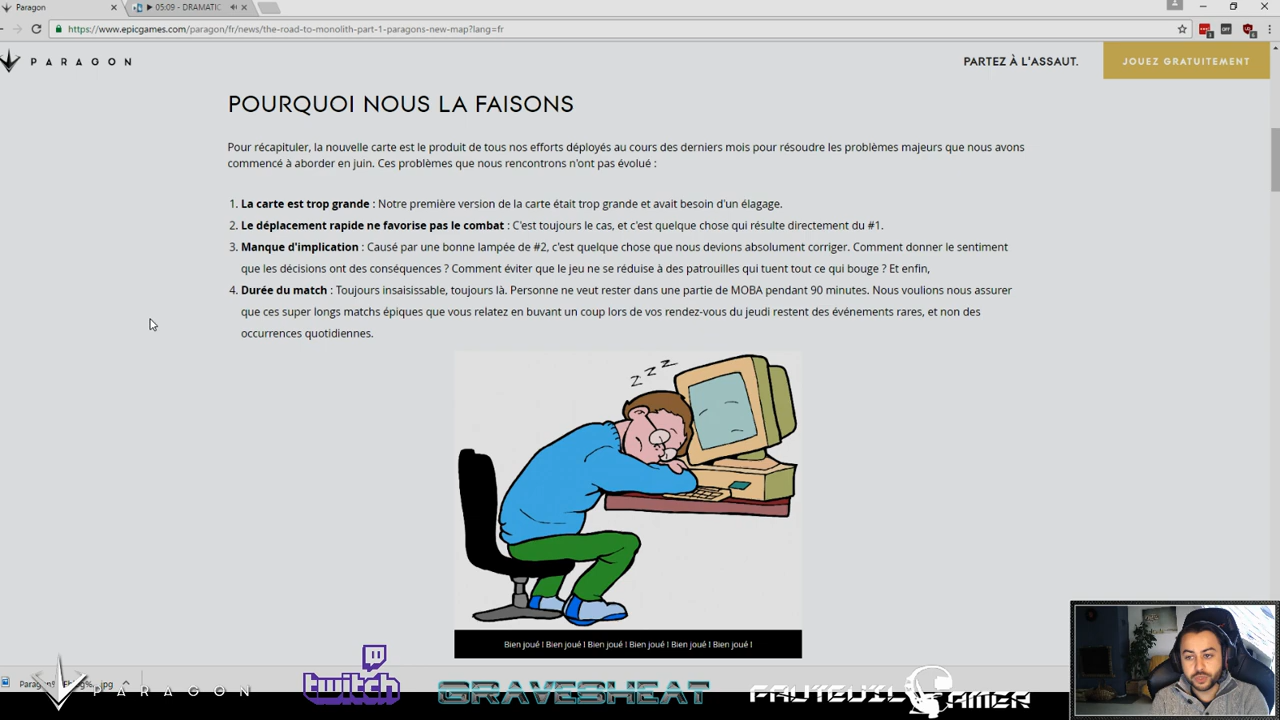 Paragon
05:09 - DRAMATIC
https://www.epicgames.com/paragon/fr/news/the-road-to-monolith-part-1-paragons-new-map?lang=fr
PARAGON
PARTEZ À L'ASSAUT.
JOUEZ GRATUITEMENT
POURQUOI NOUS LA FAISONS
Pour récapituler, la nouvelle carte est le produit de tous nos efforts déployés au cours des derniers mois pour résoudre les problèmes majeurs que nous avons
commencé à aborder en juin. Ces problèmes que nous rencontrons n'ont pas évolué :
1. La carte est trop grande : Notre première version de la carte était trop grande et avait besoin d'un élagage.
2. Le déplacement rapide ne favorise pas le combat : C'est toujours le cas, et c'est quelque chose qui résulte directement du #1.
3. Manque d'implication : Causé par une bonne lampée de #2, c'est quelque chose que nous devions absolument corriger. Comment donner le sentiment
que les décisions ont des conséquences ? Comment éviter que le jeu ne se réduise à des patrouilles qui tuent tout ce qui bouge ? Et enfin,
4. Durée du match : Toujours insaisissable, toujours là. Personne ne veut rester dans une partie de MOBA pendant 90 minutes. Nous voulions nous assurer
que ces super longs matchs épiques que vous relatez en buvant un coup lors de vos rendez-vous du jeudi restent des événements rares, et non des
occurrences quotidiennes.
ZZZ
Bien joué ! Bien joué ! Bien joué ! Bien joué ! Bien joué ! Bien joué !
PARAGON
twitch
GRAVESHEAT
FAUTEUIL GAMER